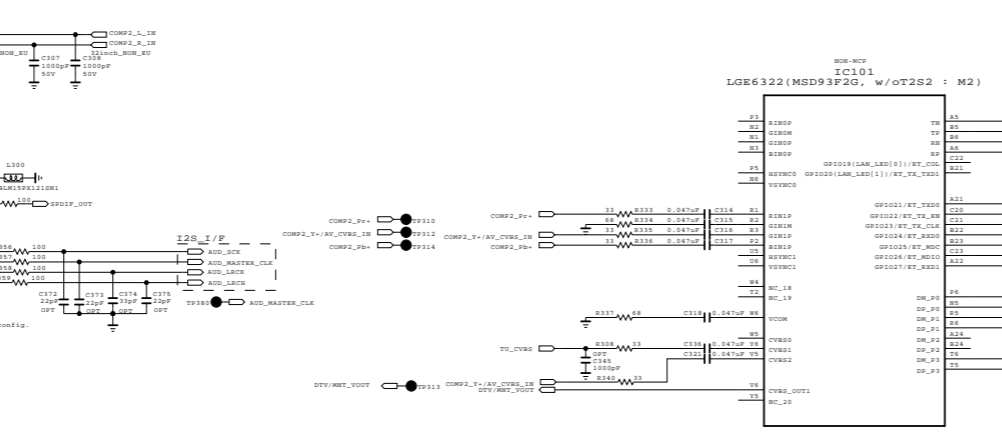 COMP2_L_IN
COMP2_R_IN
NON_EU
32inch_NON_EU
C307
1000pF
50V
C308
1000pF
50V
L300
BLM15PX121SN1
100
SPDIF_OUT
I2S_I/F
356
100
AUD_SCK
357
100
AUD_MASTER_CLK
358
100
AUD_LRCK
359
100
AUD_LRCH
C372
22pF
OPT
C373
22pF
OPT
C374
33pF
C375
22pF
OPT
TP380
AUD_MASTER_CLK
config.
COMP2_Pr+
TP310
COMP2_Y+/AV_CVBS_IN
TP312
COMP2_Pb+
TP314
DTV/MNT_VOUT
TP313
NON-MCP
IC101
LGE6322(MSD93F2G, w/oT2S2 : M2)
P3
RIN0P
N2
GIN0M
N1
GIN0P
N3
BIN0P
P5
HSYNC0
N6
VSYNC0
COMP2_Pr+
33
R333
0.047uF
C314
R1
RIN1P
68
R334
0.047uF
C315
R2
GIN1M
COMP2_Y+/AV_CVBS_IN
33
R335
0.047uF
C316
R3
GIN1P
COMP2_Pb+
33
R336
0.047uF
C317
P2
BIN1P
U5
HSYNC1
U6
VSYNC1
W4
NC_18
T2
NC_19
R337
68
C318
0.047uF
W6
VCOM
W5
CVBS0
TU_CVBS
R308
33
C336
0.047uF
Y6
CVBS1
OPT
C345
1000pF
C321
0.047uF
V5
CVBS2
R340
33
COMP2_Y+/AV_CVBS_IN
DTV/MNT_VOUT
V6
CVBS_OUT1
Y5
NC_20
TN
A5
TP
B5
RN
B6
RP
A6
GPIO19(LAN_LED[0])/ET_COL
C22
GPIO20(LAN_LED[1])/ET_TX_TXD1
B21
GPIO21/ET_TXD0
A21
GPIO22/ET_TX_EN
C20
GPIO23/ET_TX_CLK
C21
GPIO24/ET_RXD0
B22
GPIO25/ET_MDC
B23
GPIO26/ET_MDIO
C23
GPIO27/ET_RXD1
A22
DM_P0
P6
DP_P0
N5
DM_P1
R5
DP_P1
R6
DM_P2
A24
DP_P2
B24
DM_P3
T6
DP_P3
T5